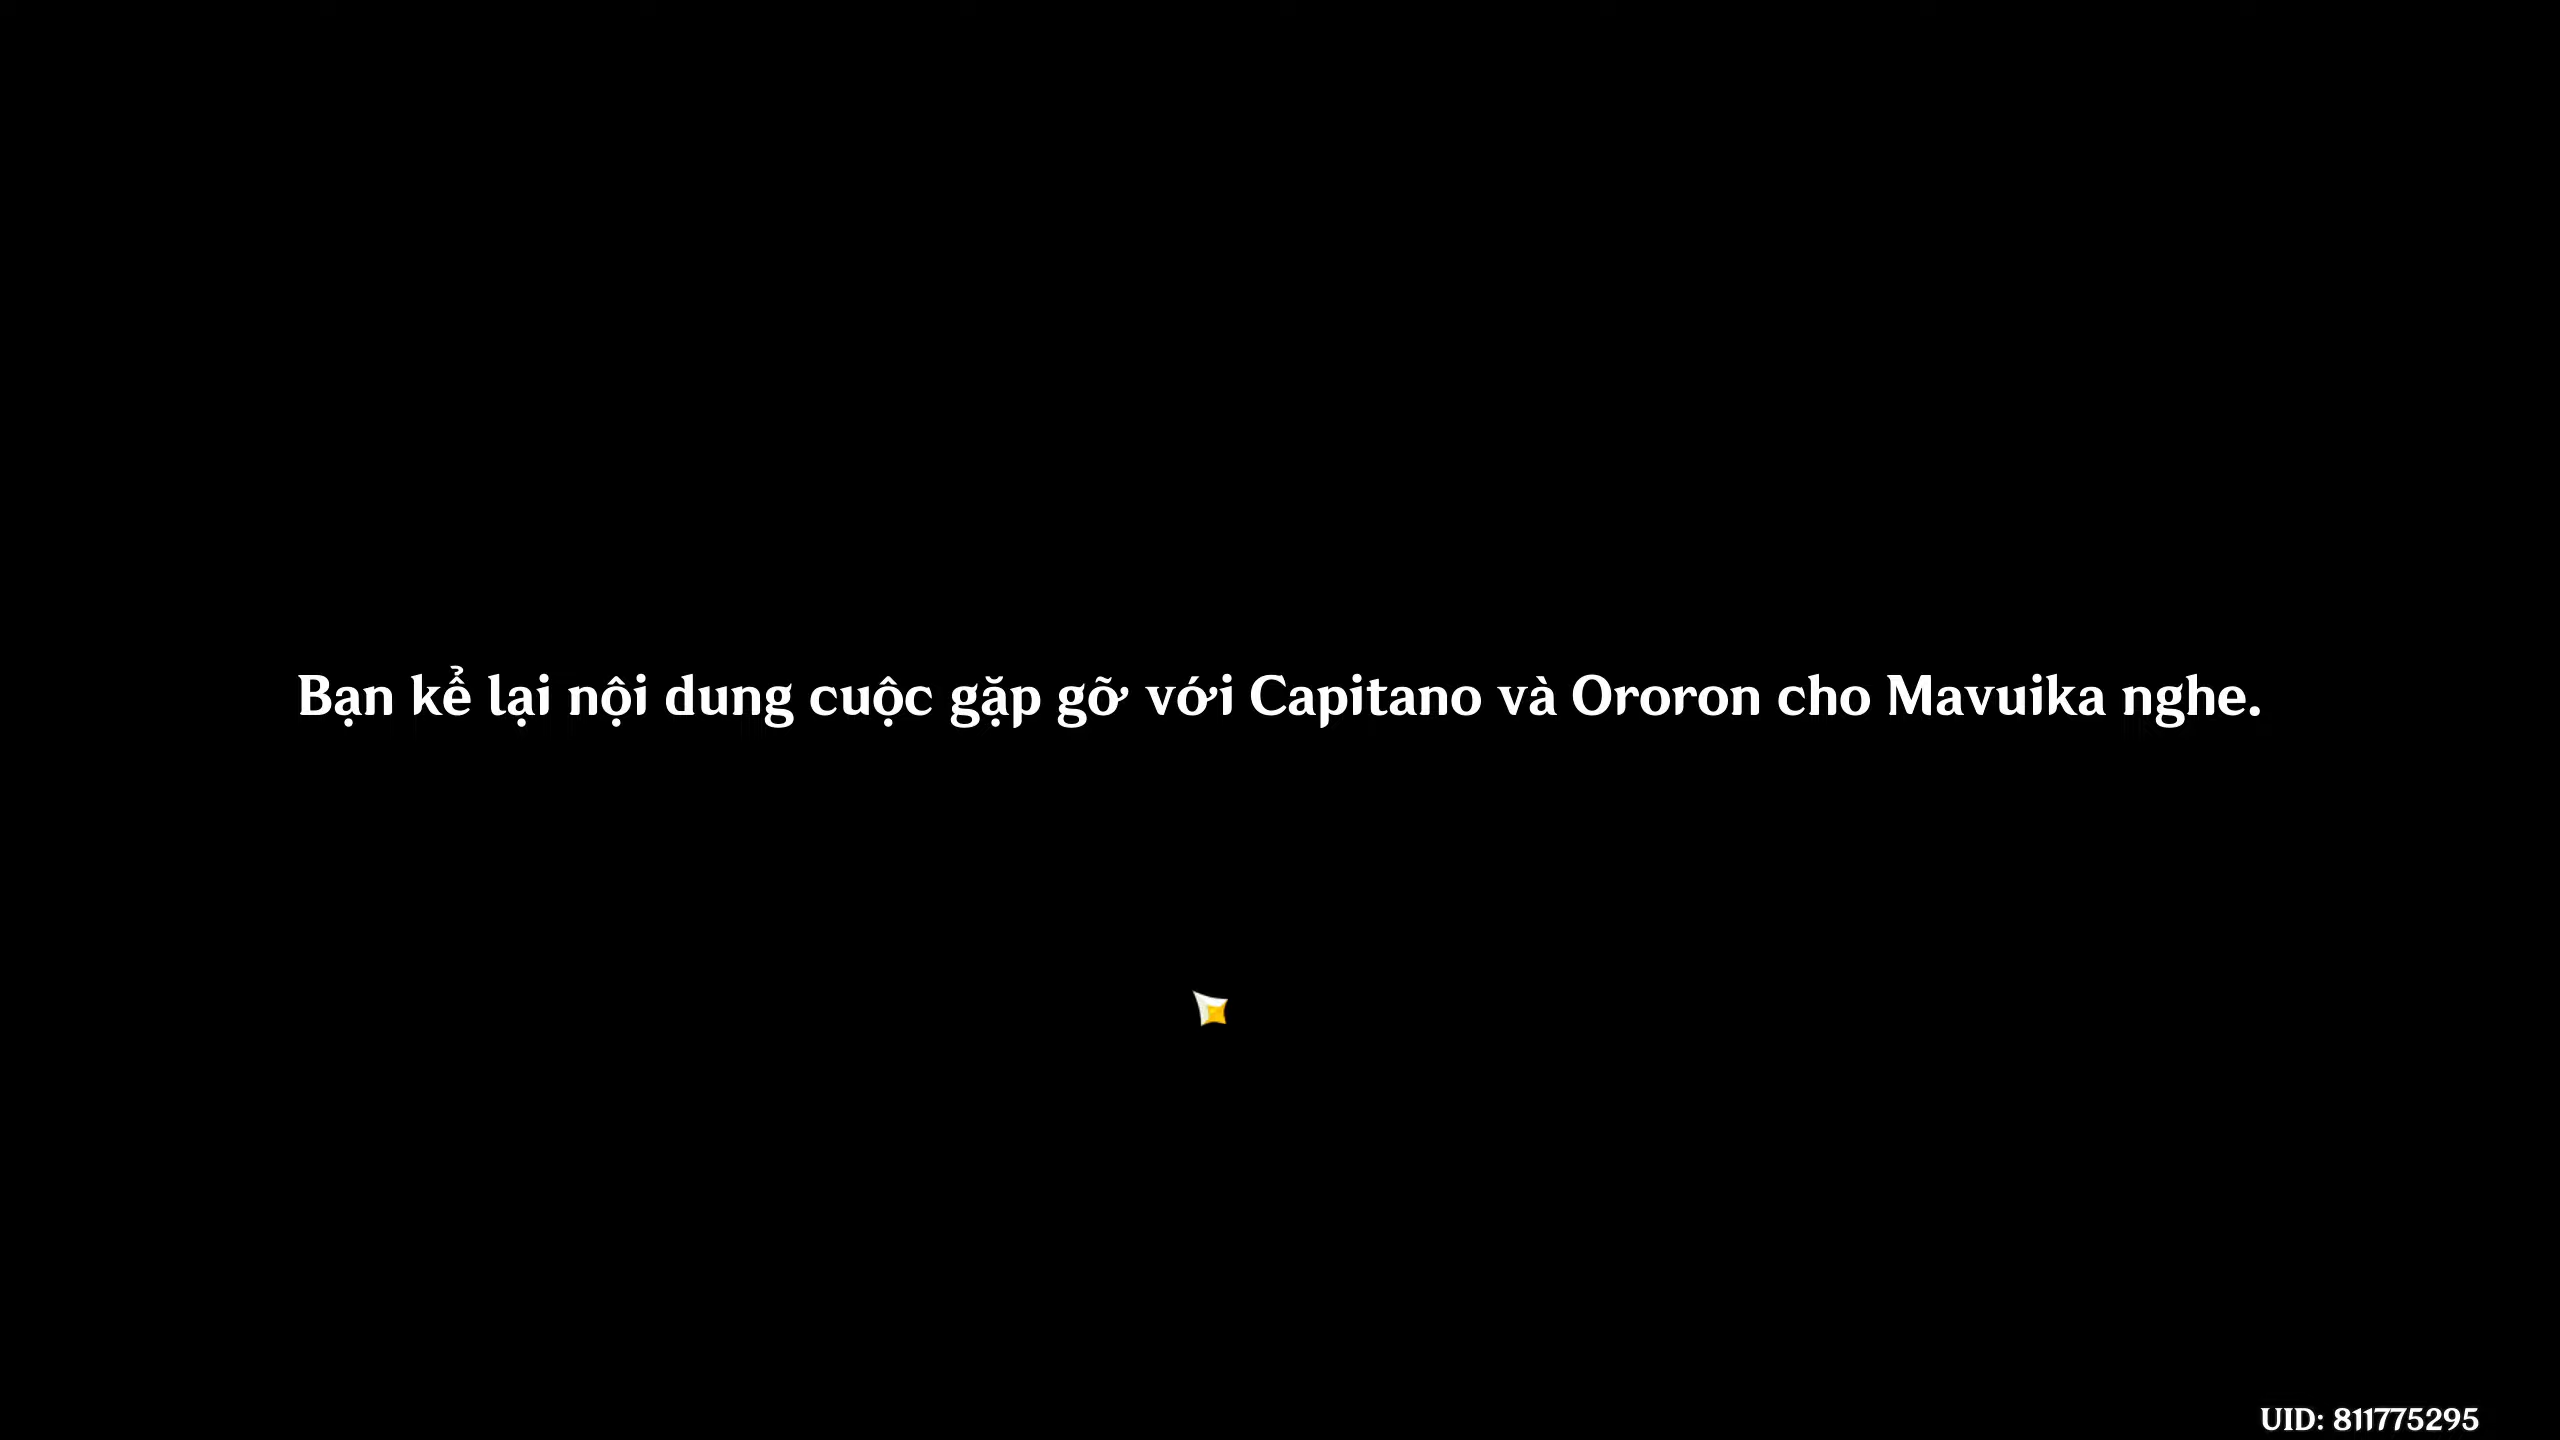 Bạn kể lại nội dung cuộc gặp gỡ với Capitano và Ororon cho Mavuika nghe.
UID: 811775295